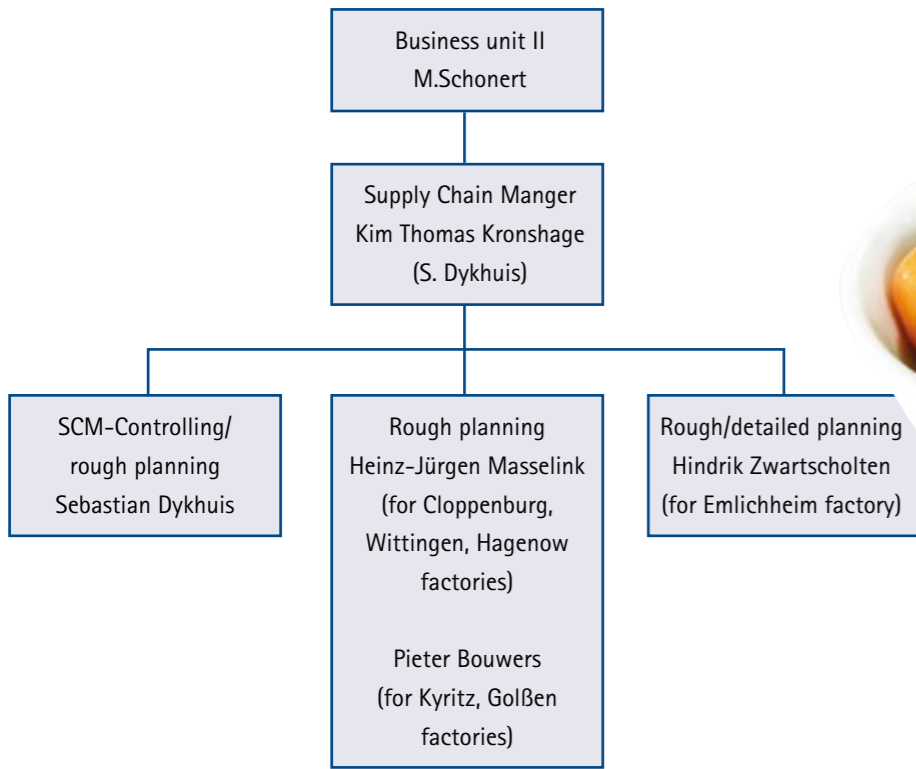 Business unit II
M.Schonert
Supply Chain Manger
Kim Thomas Kronshage
(S. Dykhuis)
SCM-Controlling/
rough planning
Sebastian Dykhuis
Rough planning
Heinz-Jürgen Masselink
(for Cloppenburg,
Wittingen, Hagenow
factories)
Pieter Bouwers
(for Kyritz, Golßen
factories)
Rough/detailed planning
Hindrik Zwartscholten
(for Emlichheim factory)